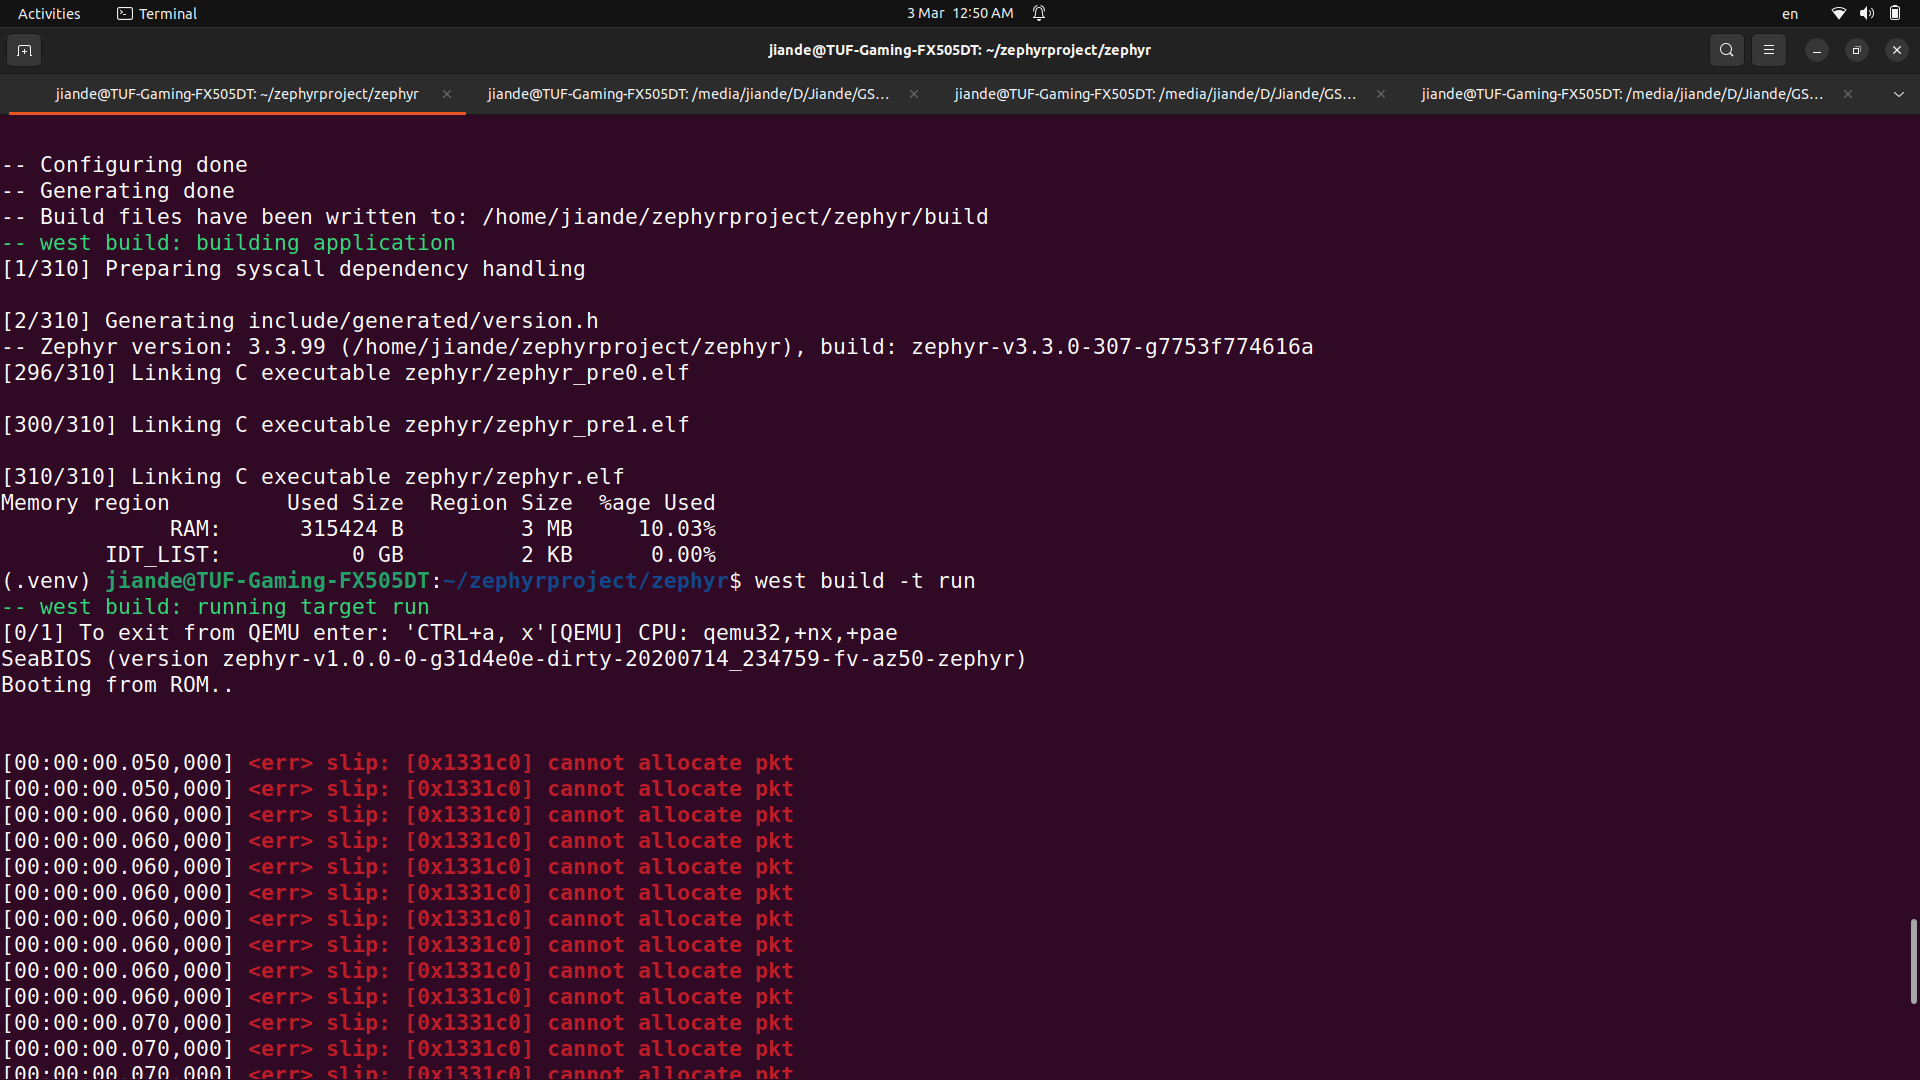 Activities
Terminal
3 Mar 12:50 AM
en
jiande@TUF-Gaming-FX505DT: ~/zephyrproject/zephyr
jiande@TUF-Gaming-FX505DT: ~/zephyrproject/zephyr
jiande@TUF-Gaming-FX505DT: /media/jiande/D/Jiande/GS...
jiande@TUF-Gaming-FX505DT: /media/jiande/D/Jiande/GS...
jiande@TUF-Gaming-FX505DT: /media/jiande/D/Jiande/GS...
-- Configuring done
-- Generating done
-- Build files have been written to: /home/jiande/zephyrproject/zephyr/build
-- west build: building application
[1/310] Preparing syscall dependency handling
[2/310] Generating include/generated/version.h
-- Zephyr version: 3.3.99 (/home/jiande/zephyrproject/zephyr), build: zephyr-v3.3.0-307-g7753f774616a
[296/310] Linking C executable zephyr/zephyr_pre0.elf
[300/310] Linking C executable zephyr/zephyr_pre1.elf
[310/310] Linking C executable zephyr/zephyr.elf
Memory region         Used Size  Region Size  %age Used
             RAM:      315424 B         3 MB     10.03%
        IDT_LIST:          0 GB         2 KB      0.00%
(.venv) jiande@TUF-Gaming-FX505DT:~/zephyrproject/zephyr$ west build -t run
-- west build: running target run
[0/1] To exit from QEMU enter: 'CTRL+a, x'[QEMU] CPU: qemu32,+nx,+pae
SeaBIOS (version zephyr-v1.0.0-0-g31d4e0e-dirty-20200714_234759-fv-az50-zephyr)
Booting from ROM..
[00:00:00.050,000] <err> slip: [0x1331c0] cannot allocate pkt
[00:00:00.050,000] <err> slip: [0x1331c0] cannot allocate pkt
[00:00:00.060,000] <err> slip: [0x1331c0] cannot allocate pkt
[00:00:00.060,000] <err> slip: [0x1331c0] cannot allocate pkt
[00:00:00.060,000] <err> slip: [0x1331c0] cannot allocate pkt
[00:00:00.060,000] <err> slip: [0x1331c0] cannot allocate pkt
[00:00:00.060,000] <err> slip: [0x1331c0] cannot allocate pkt
[00:00:00.060,000] <err> slip: [0x1331c0] cannot allocate pkt
[00:00:00.060,000] <err> slip: [0x1331c0] cannot allocate pkt
[00:00:00.060,000] <err> slip: [0x1331c0] cannot allocate pkt
[00:00:00.070,000] <err> slip: [0x1331c0] cannot allocate pkt
[00:00:00.070,000] <err> slip: [0x1331c0] cannot allocate pkt
[00:00:00.070,000] <err> slip: [0x1331c0] cannot allocate pkt